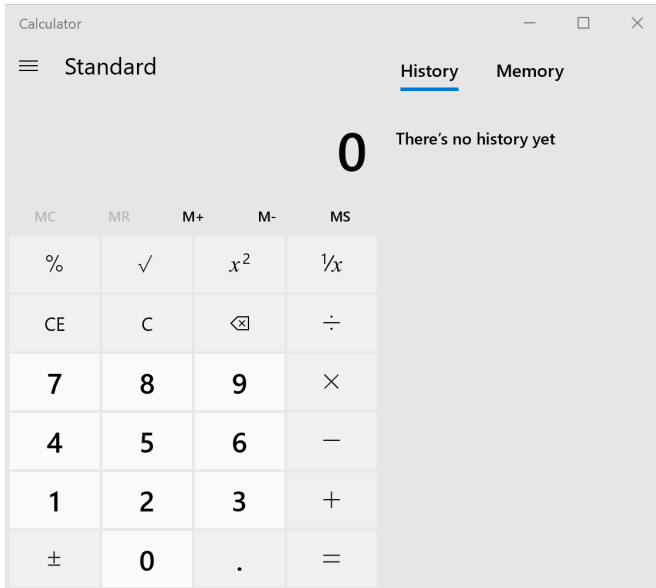 Calculator
Standard
History Memory
0
There's no history yet
MC MR M+ M- MS
% √ x² ¹/x
CE C ÷
7 8 9 ×
4 5 6 −
1 2 3 +
± 0 . =